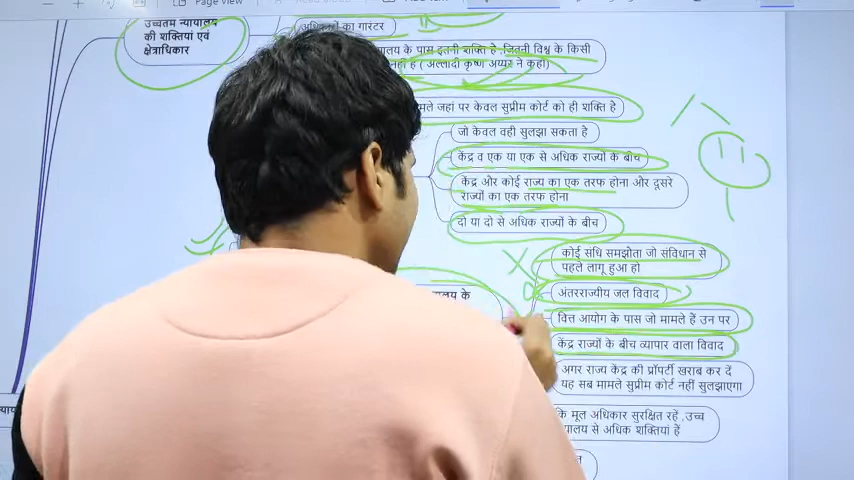 Page View
उच्चतम न्यायालय
की शक्तियां एवं
क्षेत्राधिकार
अधिकारों का गारंटर
के पास इतनी शक्ति है ,जितनी विश्व के किसी
नहीं है ( अल्लादी कृष्ण अय्यर ने कहा)
जहां पर केवल सुप्रीम कोर्ट को ही शक्ति है
जो केवल वही सुलझा सकता है
केंद्र व एक या एक से अधिक राज्यों के बीच
केंद्र और कोई राज्य का एक तरफ होना और दूसरे
राज्यों का एक तरफ होना
दो या दो से अधिक राज्यों के बीच
कोई संधि समझोता जो संविधान से
पहले लागू हुआ हो
अंतरराज्यीय जल विवाद
के
वित्त आयोग के पास जो मामले हैं उन पर
केंद्र राज्यों के बीच व्यापार वाला विवाद
अगर राज्य केंद्र की प्रॉपर्टी खराब कर दें
यह सब मामले सुप्रीम कोर्ट नहीं सुलझाएगा
मूल अधिकार सुरक्षित रहें ,उच्च
से अधिक शक्तियां हैं